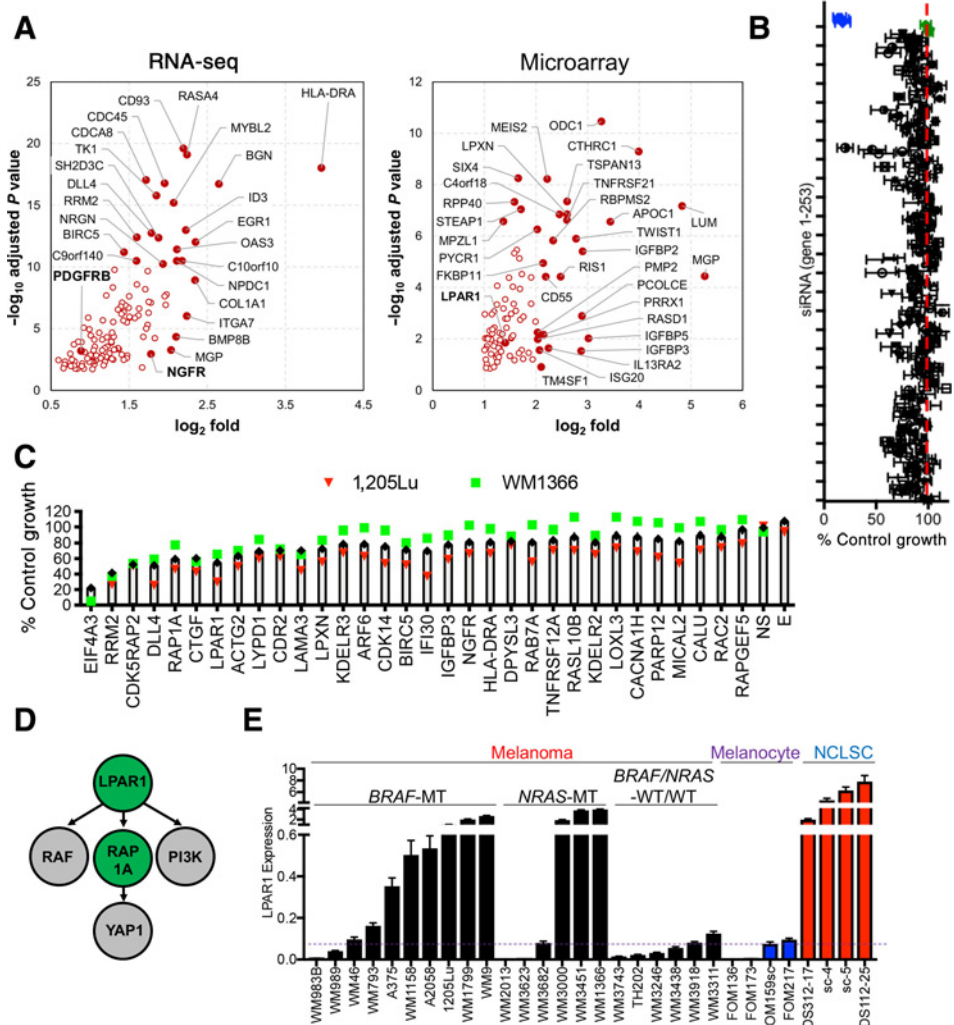 A
RNA-seq
25
20
15
10
5
0
0.5
1.5
2.5
3.5
4.5
-log10 adjusted P value
log2 fold
CD93
RASA4
HLA-DRA
CDC45
CDCA8
MYBL2
TK1
BGN
SH2D3C
DLL4
RRM2
ID3
NRGN
EGR1
BIRC5
OAS3
C9orf140
C10orf10
PDGFRB
NPDC1
COL1A1
ITGA7
BMP8B
MGP
NGFR
Microarray
12
10
8
6
4
2
0
0
1
2
3
4
5
6
-log10 adjusted P value
log2 fold
MEIS2
ODC1
LPXN
CTHRC1
SIX4
TSPAN13
C4orf18
TNFRSF21
RPP40
RBPMS2
STEAP1
APOC1
LUM
MPZL1
TWIST1
PYCR1
IGFBP2
MGP
FKBP11
RIS1
PMP2
CD55
PCOLCE
LPAR1
PRRX1
RASD1
IGFBP5
IGFBP3
IL13RA2
TM4SF1
ISG20
B
siRNA (gene 1-253)
0
50
100
% Control growth
C
1,205Lu
WM1366
% Control growth
120
100
80
60
40
20
0
EIF4A3
RRM2
CDK5RAP2
DLL4
RAP1A
CTGF
LPAR1
ACTG2
LYPD1
CDR2
LAMA3
LPXN
KDELR3
ARF6
CDK14
BIRC5
IFI30
IGFBP3
NGFR
HLA-DRA
DPYSL3
RAB7A
TNFRSF12A
RASL10B
KDELR2
LOXL3
CACNA1H
PARP12
MICAL2
CALU
RAC2
RAPGEF5
NS
E
D
LPAR1
RAF
RAP
1A
PI3K
YAP1
E
Melanoma
Melanocyte
NCLSC
BRAF-MT
NRAS-MT
BRAF/NRAS
-WT/WT
LPAR1 Expression
10
8
6
4
2
0.6
0.4
0.2
0.0
WM983B
WM989
WM46
WM793
A375
WM1158
A2058
1205Lu
WM1799
WM9
WM2013
WM3623
WM3682
WM3000
WM3451
WM1366
WM3743
TH202
WM3246
WM3438
WM3918
WM3311
FOM136
FOM173
FOM159sc
FOM217
DS312-17
sc-4
sc-5
DS112-25